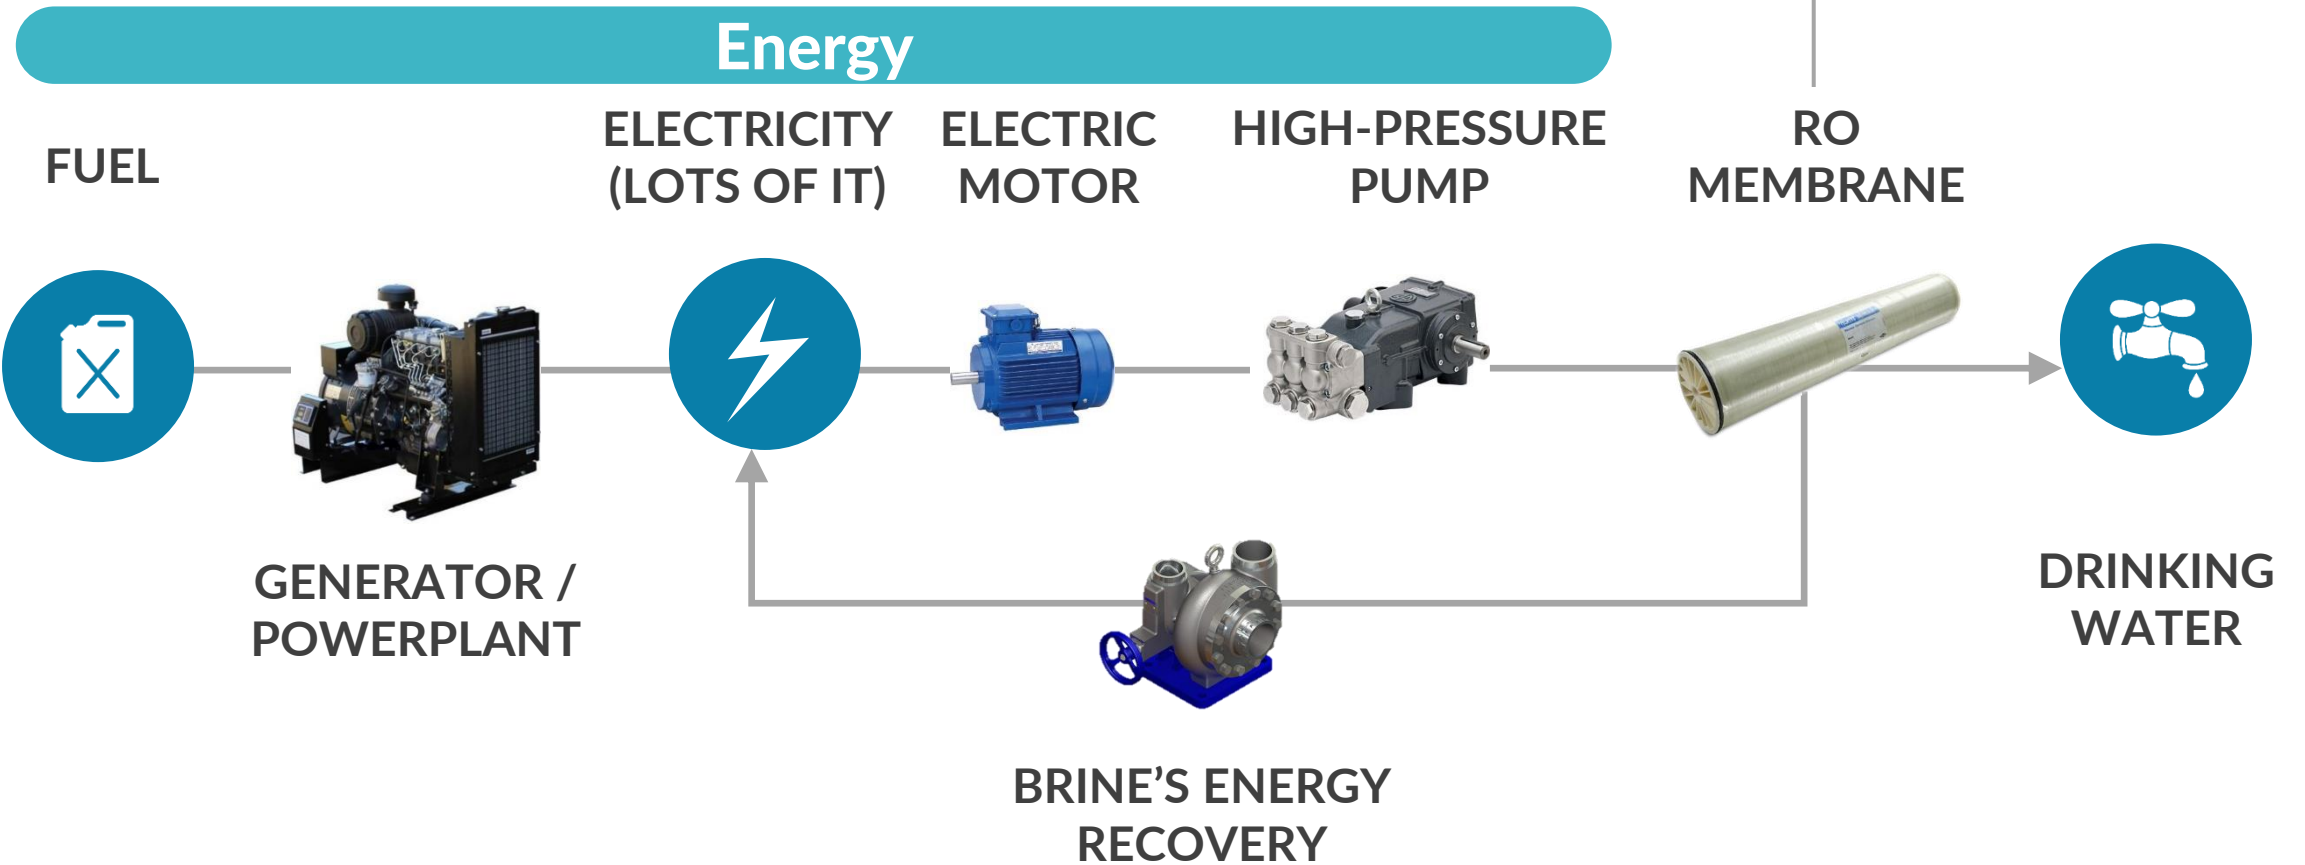 Energy
FUEL
ELECTRICITY
(LOTS OF IT)
ELECTRIC
MOTOR
HIGH-PRESSURE
PUMP
RO
MEMBRANE
GENERATOR /
POWERPLANT
DRINKING
WATER
BRINE’S ENERGY
RECOVERY